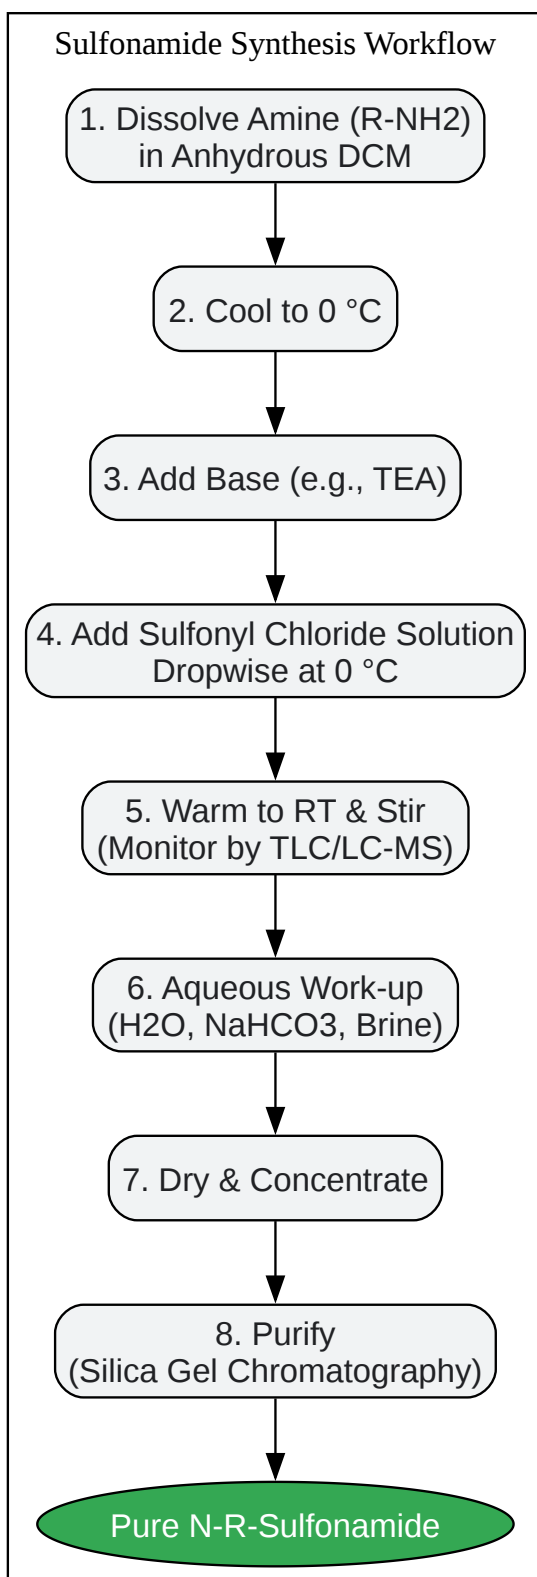 Sulfonamide Synthesis Workflow
1. Dissolve Amine (R-NH2)
in Anhydrous DCM
2. Cool to 0 °C
3. Add Base (e.g., TEA)
4. Add Sulfonyl Chloride Solution
Dropwise at 0 °C
5. Warm to RT & Stir
(Monitor by TLC/LC-MS)
6. Aqueous Work-up
(H2O, NaHCO3, Brine)
7. Dry & Concentrate
8. Purify
(Silica Gel Chromatography)
Pure N-R-Sulfonamide